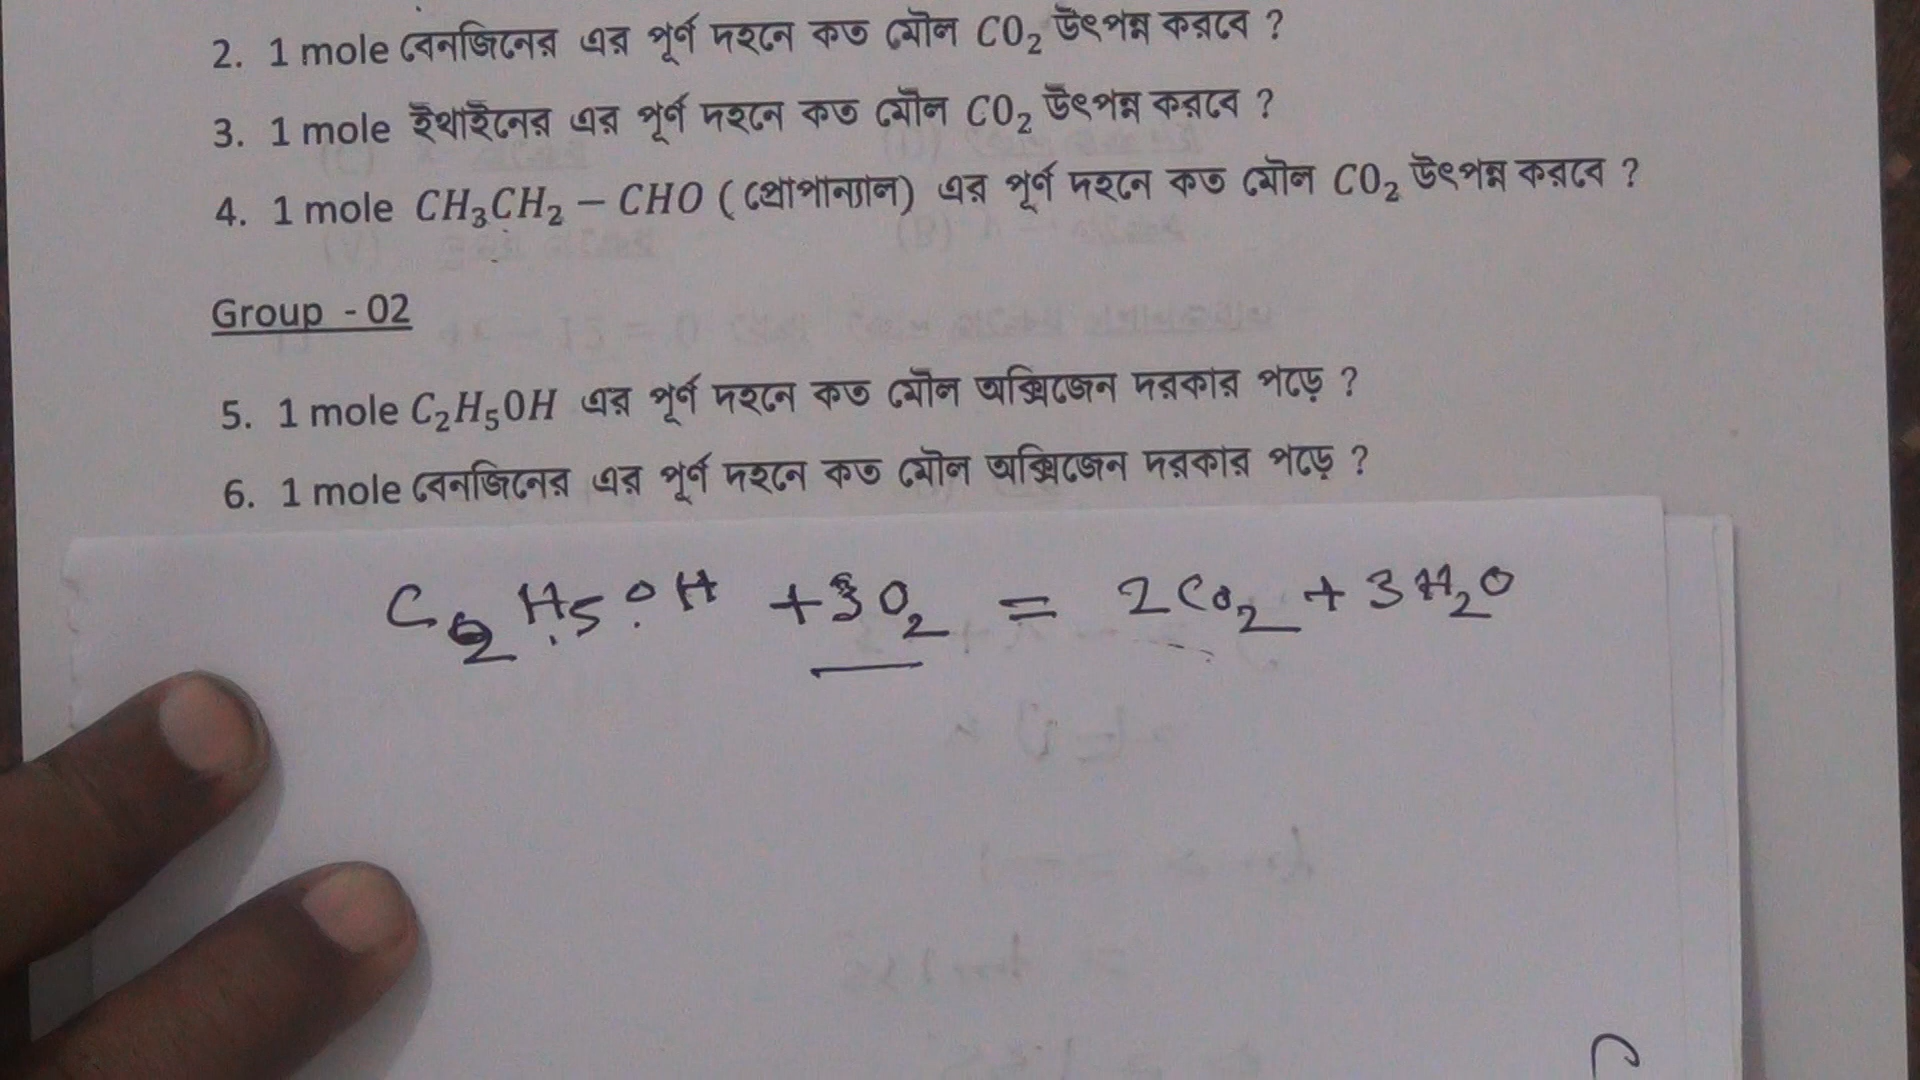 2. 1 mole বেনজিনের এর পূর্ণ দহনে কত মৌল CO₂ উৎপন্ন করবে ?
3. 1 mole ইথাইনের এর পূর্ণ দহনে কত মৌল CO₂ উৎপন্ন করবে ?
4. 1 mole CH₃CH₂ − CHO ( প্রোপান্যাল) এর পূর্ণ দহনে কত মৌল CO₂ উৎপন্ন করবে ?
Group - 02
5. 1 mole C₂H₅OH এর পূর্ণ দহনে কত মৌল অক্সিজেন দরকার পড়ে ?
6. 1 mole বেনজিনের এর পূর্ণ দহনে কত মৌল অক্সিজেন দরকার পড়ে ?
C₂H₅OH + 3O₂ = 2CO₂ + 3H₂O